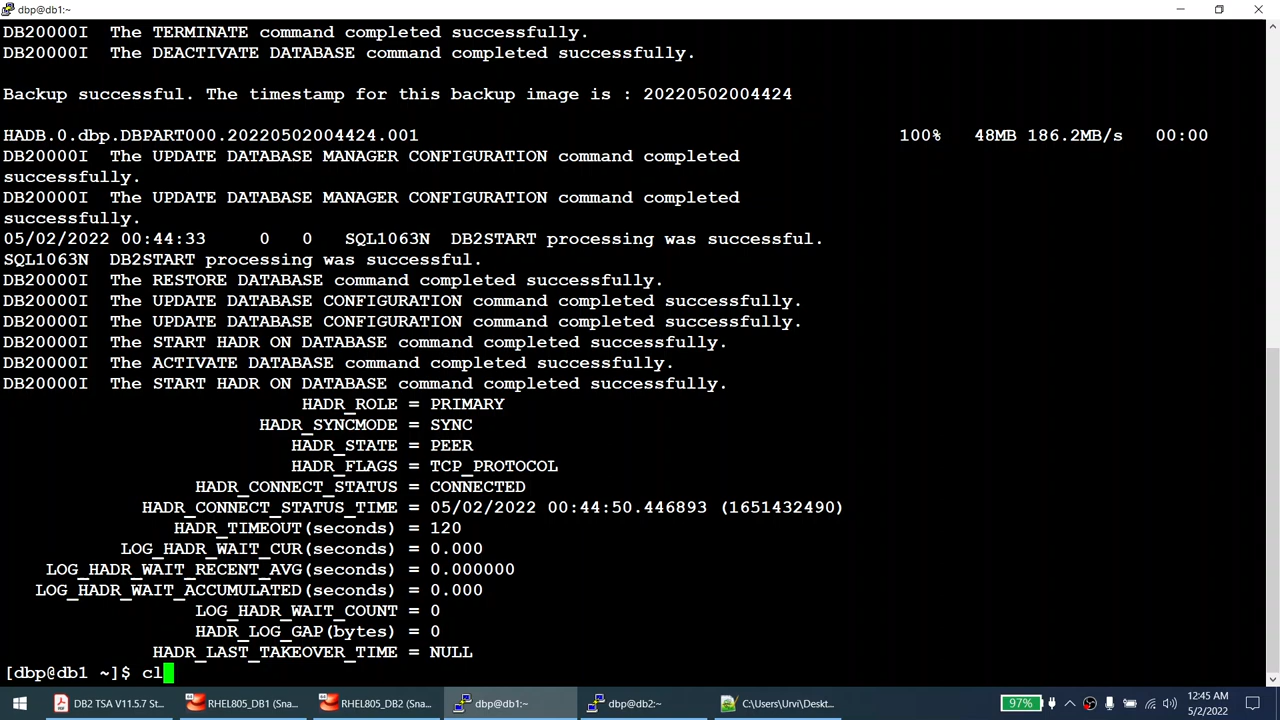 dbp@db1:~
DB20000I  The TERMINATE command completed successfully.
DB20000I  The DEACTIVATE DATABASE command completed successfully.
Backup successful. The timestamp for this backup image is : 20220502004424
HADB.0.dbp.DBPART000.20220502004424.001 100% 48MB 186.2MB/s 00:00
DB20000I  The UPDATE DATABASE MANAGER CONFIGURATION command completed
successfully.
DB20000I  The UPDATE DATABASE MANAGER CONFIGURATION command completed
successfully.
05/02/2022 00:44:33     0   0   SQL1063N  DB2START processing was successful.
SQL1063N  DB2START processing was successful.
DB20000I  The RESTORE DATABASE command completed successfully.
DB20000I  The UPDATE DATABASE CONFIGURATION command completed successfully.
DB20000I  The UPDATE DATABASE CONFIGURATION command completed successfully.
DB20000I  The START HADR ON DATABASE command completed successfully.
DB20000I  The ACTIVATE DATABASE command completed successfully.
DB20000I  The START HADR ON DATABASE command completed successfully.
HADR_ROLE = PRIMARY
HADR_SYNCMODE = SYNC
HADR_STATE = PEER
HADR_FLAGS = TCP_PROTOCOL
HADR_CONNECT_STATUS = CONNECTED
HADR_CONNECT_STATUS_TIME = 05/02/2022 00:44:50.446893 (1651432490)
HADR_TIMEOUT(seconds) = 120
LOG_HADR_WAIT_CUR(seconds) = 0.000
LOG_HADR_WAIT_RECENT_AVG(seconds) = 0.000000
LOG_HADR_WAIT_ACCUMULATED(seconds) = 0.000
LOG_HADR_WAIT_COUNT = 0
HADR_LOG_GAP(bytes) = 0
HADR_LAST_TAKEOVER_TIME = NULL
[dbp@db1 ~]$ cl
DB2 TSA V11.5.7 St... RHEL805_DB1 (Sna... RHEL805_DB2 (Sna... dbp@db1:~ dbp@db2:~ C:\Users\Urvi\Deskt... 97% 12:45 AM
5/2/2022